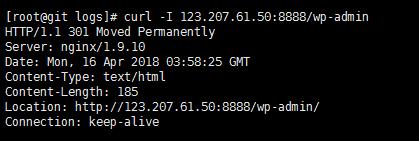 [root@git logs]# curl -I 123.207.61.50:8888/wp-admin
HTTP/1.1 301 Moved Permanently
Server: nginx/1.9.10
Date: Mon, 16 Apr 2018 03:58:25 GMT
Content-Type: text/html
Content-Length: 185
Location: http://123.207.61.50:8888/wp-admin/
Connection: keep-alive